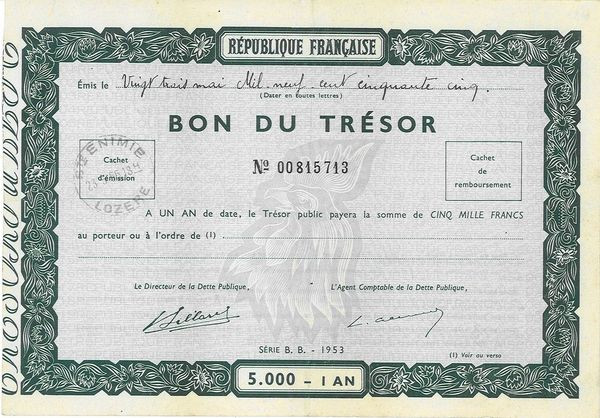 RÉPUBLIQUE FRANÇAISE
Émis le Vingt trois mai Mil-neuf-cent cinquante cinq.
(Dater en toutes lettres)
BON DU TRÉSOR
Nº 00815713
Cachet
d'émission
Cachet
de
remboursement
STE ENIMIE
LOZERE
A UN AN de date, le Trésor public payera la somme de CINQ MILLE FRANCS
au porteur ou à l'ordre de (1)
Le Directeur de la Dette Publique,
L'Agent Comptable de la Dette Publique,
SÉRIE B. B. - 1953
(1) Voir au verso
5.000 - 1 AN